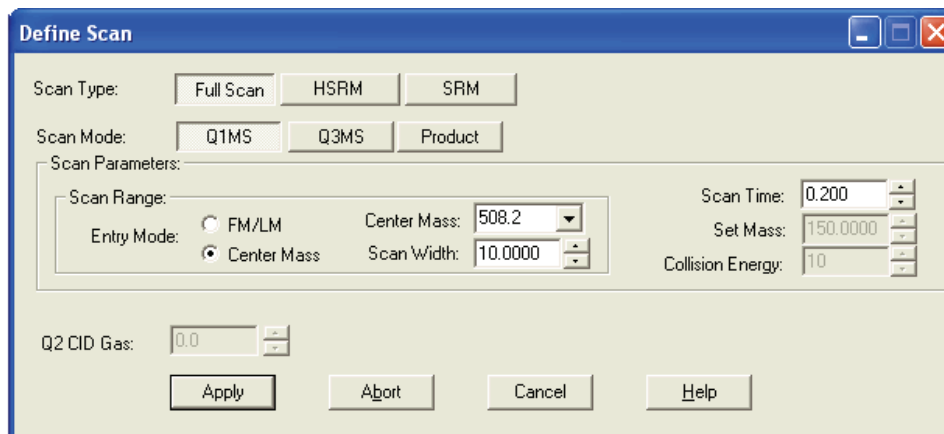 Define Scan
Scan Type: Full Scan HSRM SRM
Scan Mode: Q1MS Q3MS Product
Scan Parameters:
Scan Range:
Entry Mode: FM/LM Center Mass
Center Mass: 508.2
Scan Width: 10.0000
Scan Time: 0.200
Set Mass: 150.0000
Collision Energy: 10
Q2 CID Gas: 0.0
Apply Abort Cancel Help